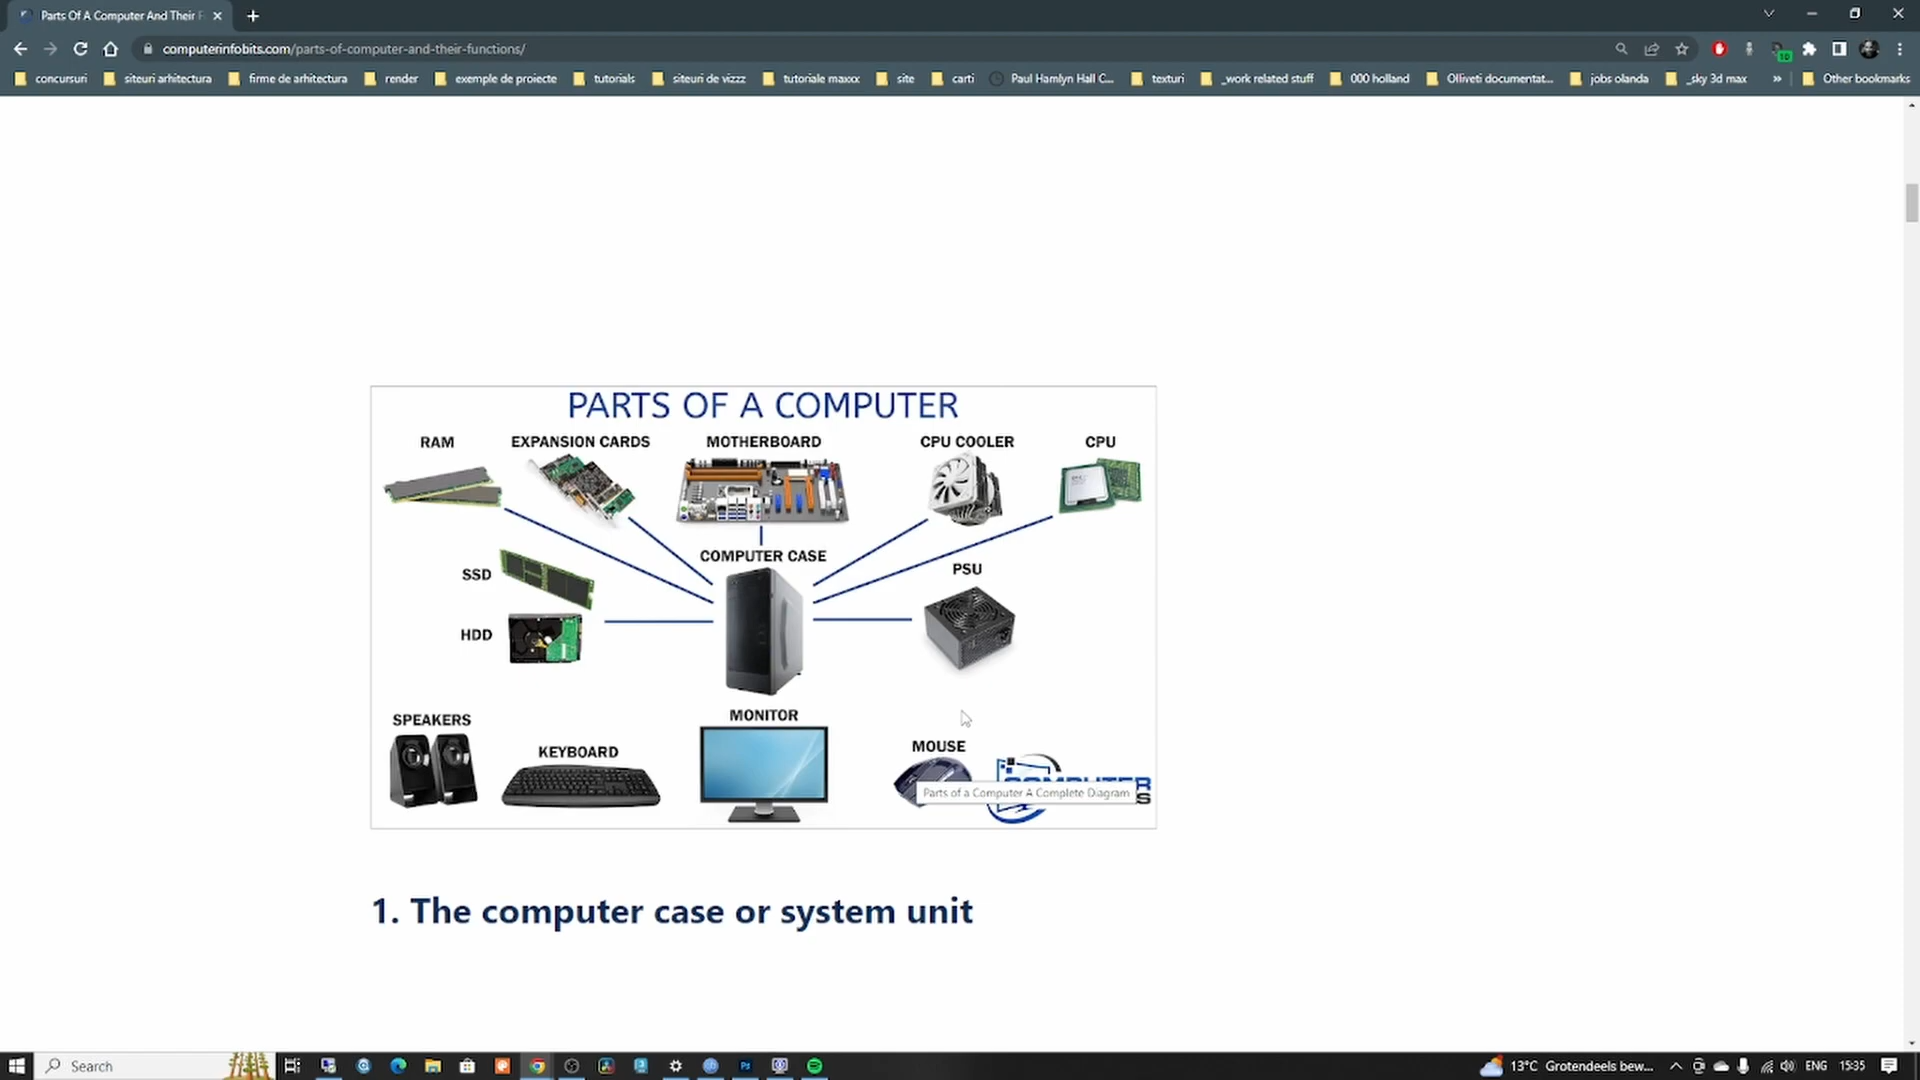 Parts Of A Computer And Their F
computerinfobits.com/parts-of-computer-and-their-functions/
10
concursuri
siteuri arhitectura
firme de arhitectura
render
exemple de proiecte
tutorials
siteuri de vizzz
tutoriale maxxx
site
carti
Paul Hamlyn Hall C...
texturi
_work related stuff
000 holland
Olliveti documentat...
jobs olanda
_sky 3d max
»
Other bookmarks
PARTS OF A COMPUTER
RAM
EXPANSION CARDS
MOTHERBOARD
CPU COOLER
CPU
COMPUTER CASE
SSD
PSU
HDD
SPEAKERS
MONITOR
KEYBOARD
MOUSE
COMPUTER
Parts of a Computer A Complete Diagram
1. The computer case or system unit
Search
Ps
13°C Grotendeels bew...
ENG
15:35